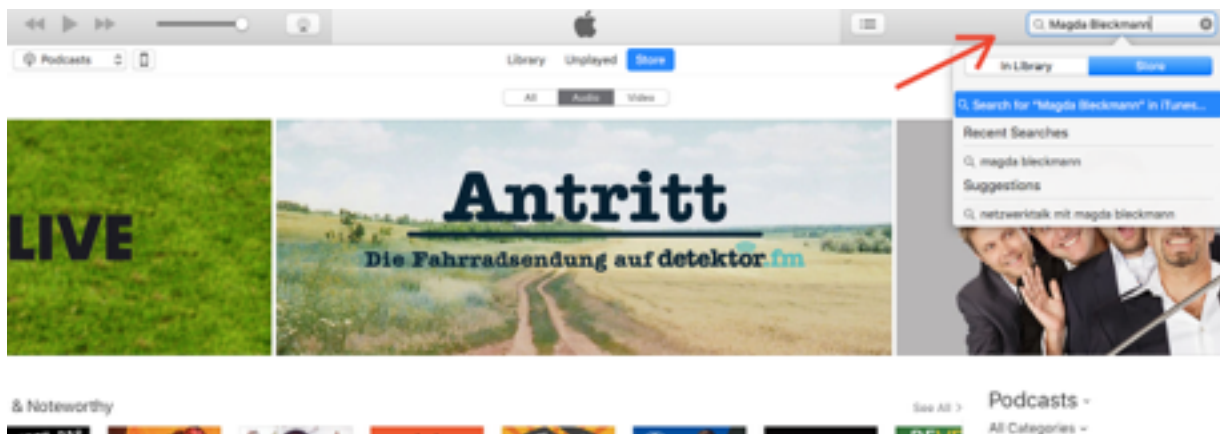 Magda Bleckmann
Podcasts
Library Unplayed Store
In Library Store
All Audio Video
Search for "Magda Bleckmann" in iTunes...
Recent Searches
magda bleckmann
Suggestions
netzwerktalk mit magda bleckmann
LIVE
Antritt
Die Fahrradsendung auf detektor.fm
& Noteworthy
See All >
Podcasts
All Categories